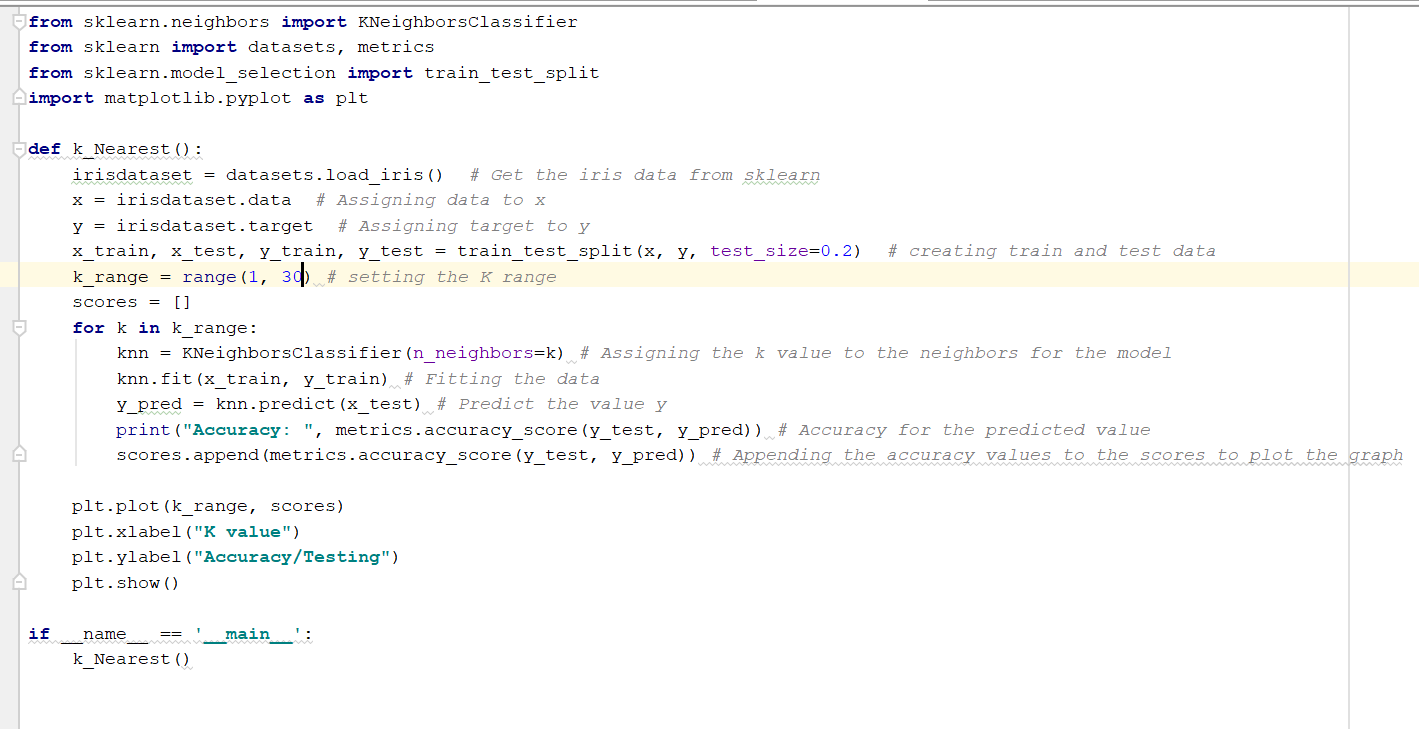 from sklearn.neighbors import KNeighborsClassifier
from sklearn import datasets, metrics
from sklearn.model_selection import train_test_split
import matplotlib.pyplot as plt

def k_Nearest():
    irisdataset = datasets.load_iris()  # Get the iris data from sklearn
    x = irisdataset.data  # Assigning data to x
    y = irisdataset.target  # Assigning target to y
    x_train, x_test, y_train, y_test = train_test_split(x, y, test_size=0.2)  # creating train and test data
    k_range = range(1, 30) # setting the K range
    scores = []
    for k in k_range:
        knn = KNeighborsClassifier(n_neighbors=k) # Assigning the k value to the neighbors for the model
        knn.fit(x_train, y_train) # Fitting the data
        y_pred = knn.predict(x_test) # Predict the value y
        print("Accuracy: ", metrics.accuracy_score(y_test, y_pred)) # Accuracy for the predicted value
        scores.append(metrics.accuracy_score(y_test, y_pred)) # Appending the accuracy values to the scores to plot the graph

    plt.plot(k_range, scores)
    plt.xlabel("K value")
    plt.ylabel("Accuracy/Testing")
    plt.show()

if __name__ == '__main__':
    k_Nearest()